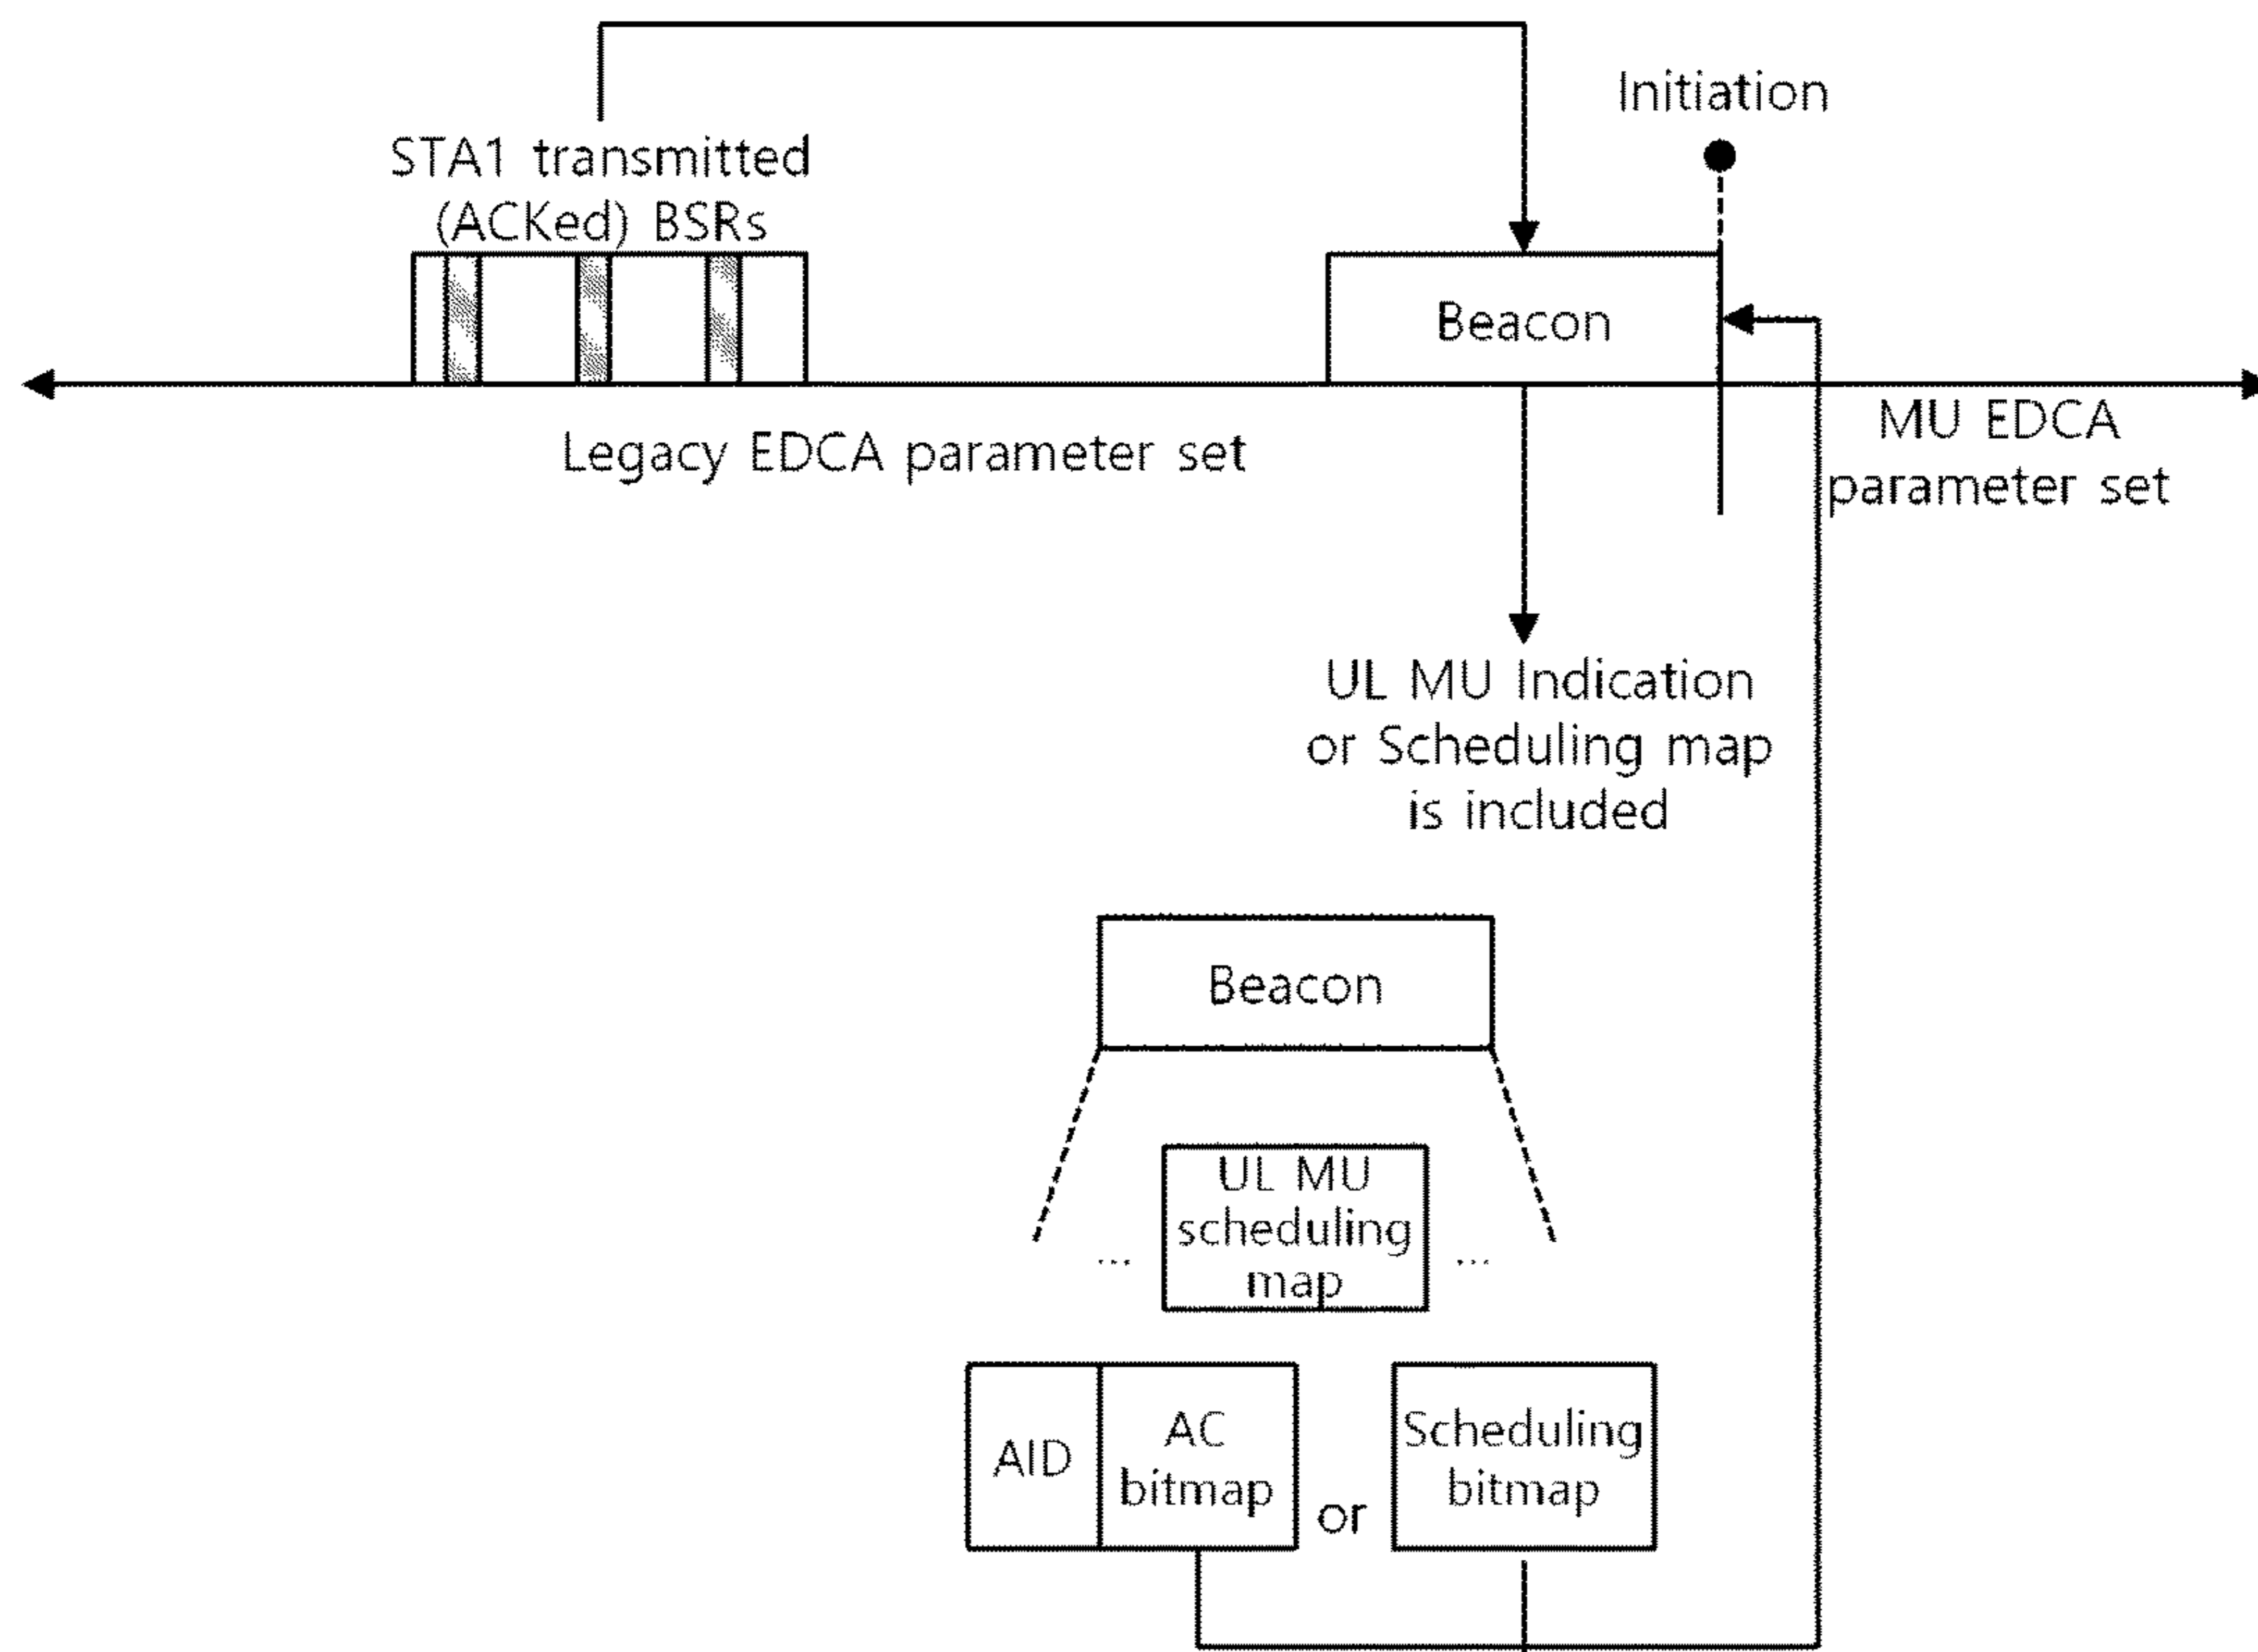 Initiation
STA1 transmitted
(ACKed) BSRs
Beacon
Legacy EDCA parameter set
MU EDCA
parameter set
UL MU Indication
or Scheduling map
is included
Beacon
UL MU
scheduling
map
...
...
AID
AC
bitmap
or
Scheduling
bitmap